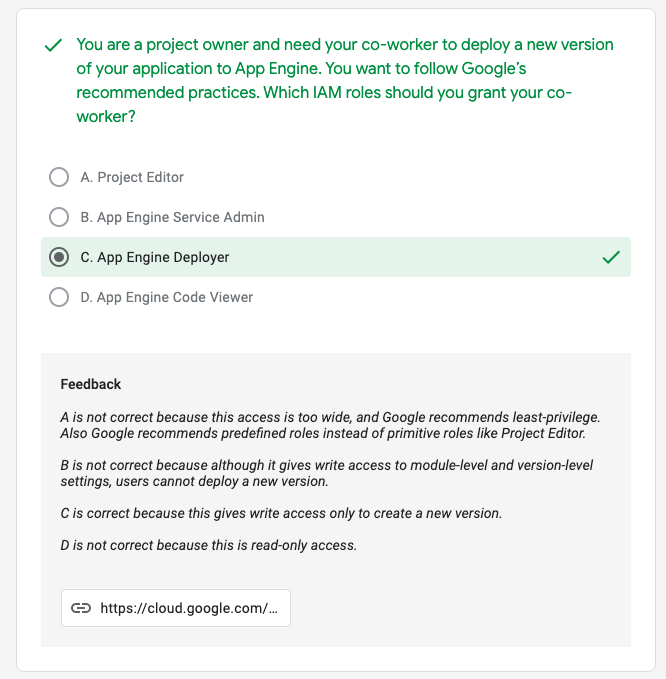 You are a project owner and need your co-worker to deploy a new version
of your application to App Engine. You want to follow Google’s
recommended practices. Which IAM roles should you grant your co-
worker?
A. Project Editor
B. App Engine Service Admin
C. App Engine Deployer
D. App Engine Code Viewer
Feedback
A is not correct because this access is too wide, and Google recommends least-privilege.
Also Google recommends predefined roles instead of primitive roles like Project Editor.
B is not correct because although it gives write access to module-level and version-level
settings, users cannot deploy a new version.
C is correct because this gives write access only to create a new version.
D is not correct because this is read-only access.
https://cloud.google.com/...